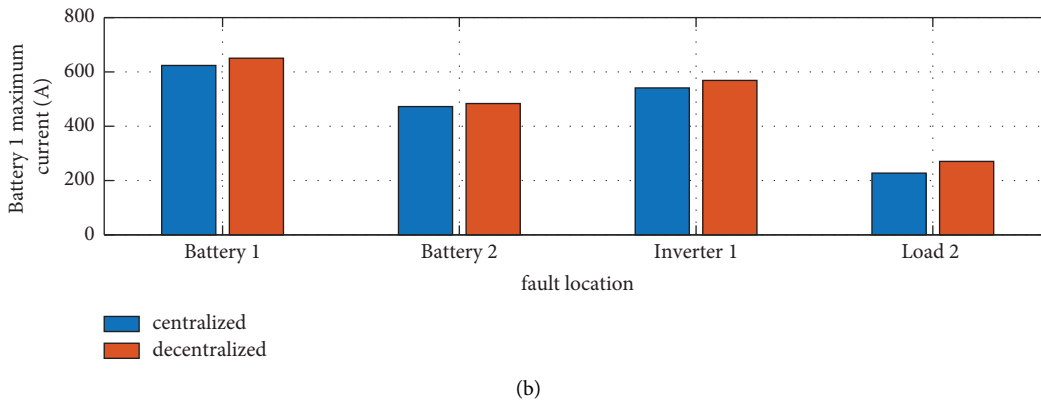 800
600
400
200
0
Battery 1 maximum
current (A)
Battery 1
Battery 2
Inverter 1
Load 2
fault location
centralized
decentralized
(b)